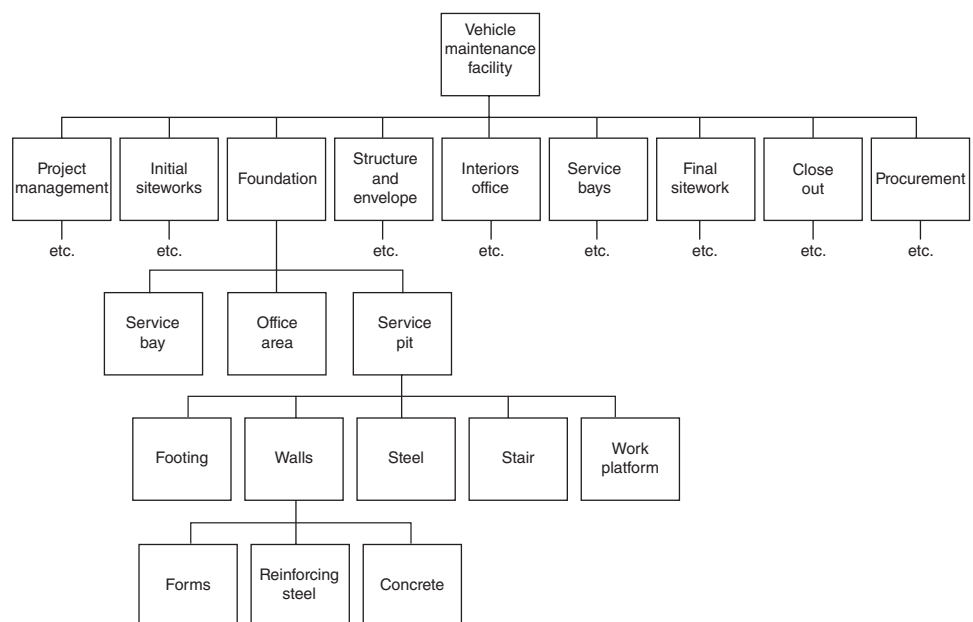 Vehicle
maintenance
facility
Project
management
Initial
siteworks
Foundation
Structure
and
envelope
Interiors
office
Service
bays
Final
sitework
Close
out
Procurement
etc.
etc.
etc.
etc.
etc.
etc.
etc.
etc.
Service
bay
Office
area
Service
pit
Footing
Walls
Steel
Stair
Work
platform
Forms
Reinforcing
steel
Concrete